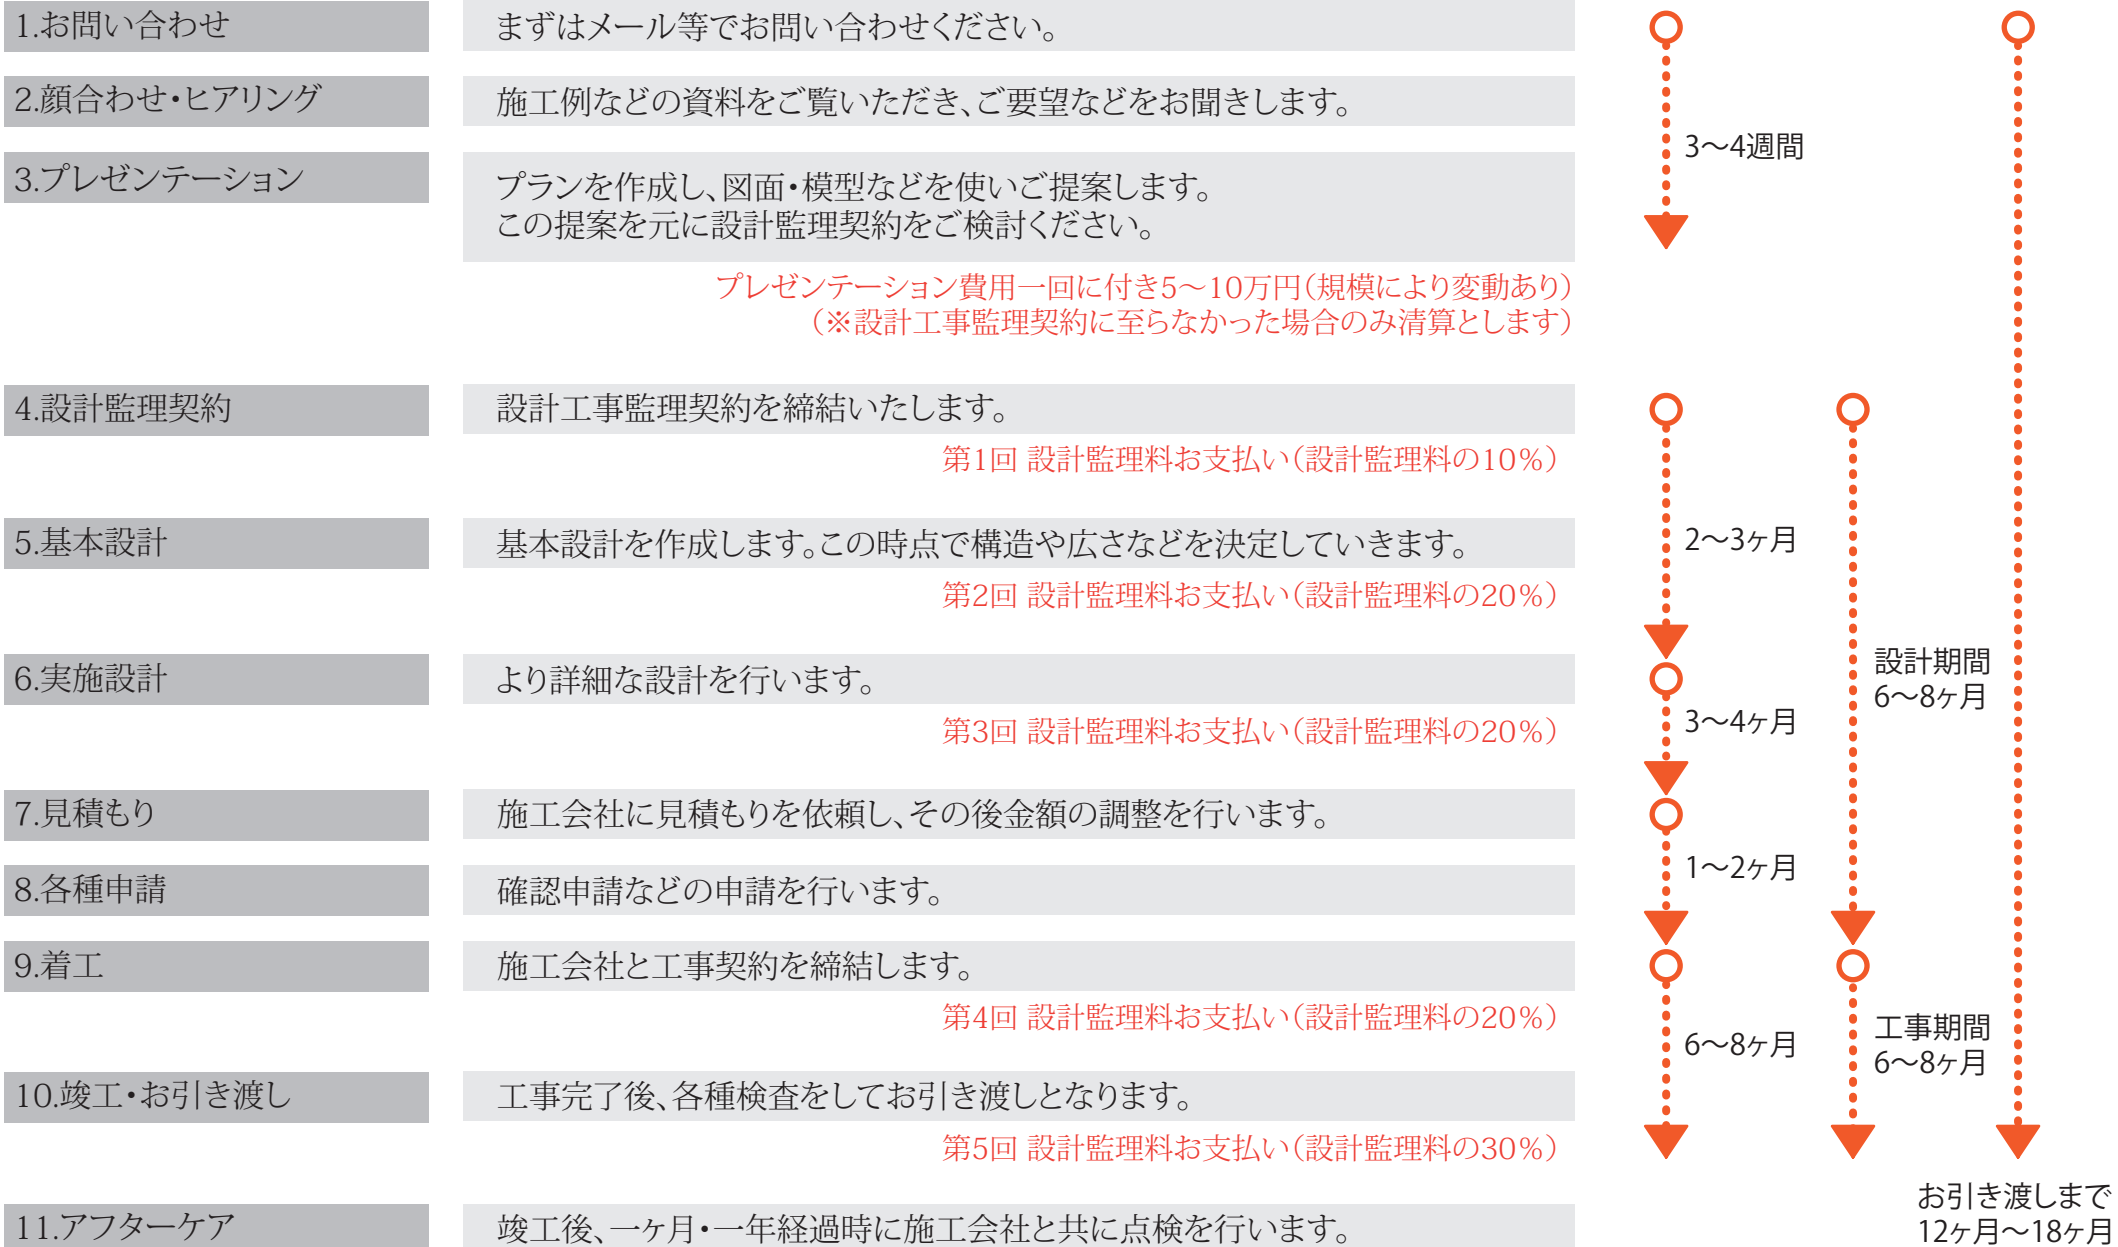 1.お問い合わせ
まずはメール等でお問い合わせください。
2.顔合わせ・ヒアリング
施工例などの資料をご覧いただき、ご要望などをお聞きします。
3〜4週間
3.プレゼンテーション
プランを作成し、図面・模型などを使いご提案します。
この提案を元に設計監理契約をご検討ください。
プレゼンテーション費用一回に付き5〜10万円（規模により変動あり）
（※設計工事監理契約に至らなかった場合のみ清算とします）
4.設計監理契約
設計工事監理契約を締結いたします。
第1回 設計監理料お支払い（設計監理料の10%）
5.基本設計
基本設計を作成します。この時点で構造や広さなどを決定していきます。
2〜3ヶ月
第2回 設計監理料お支払い（設計監理料の20%）
6.実施設計
より詳細な設計を行います。
設計期間
6〜8ヶ月
第3回 設計監理料お支払い（設計監理料の20%）
3〜4ヶ月
7.見積もり
施工会社に見積もりを依頼し、その後金額の調整を行います。
1〜2ヶ月
8.各種申請
確認申請などの申請を行います。
9.着工
施工会社と工事契約を締結します。
第4回 設計監理料お支払い（設計監理料の20%）
6〜8ヶ月
工事期間
6〜8ヶ月
10.竣工・お引き渡し
工事完了後、各種検査をしてお引き渡しとなります。
第5回 設計監理料お支払い（設計監理料の30%）
11.アフターケア
竣工後、一ヶ月・一年経過時に施工会社と共に点検を行います。
お引き渡しまで
12ヶ月〜18ヶ月